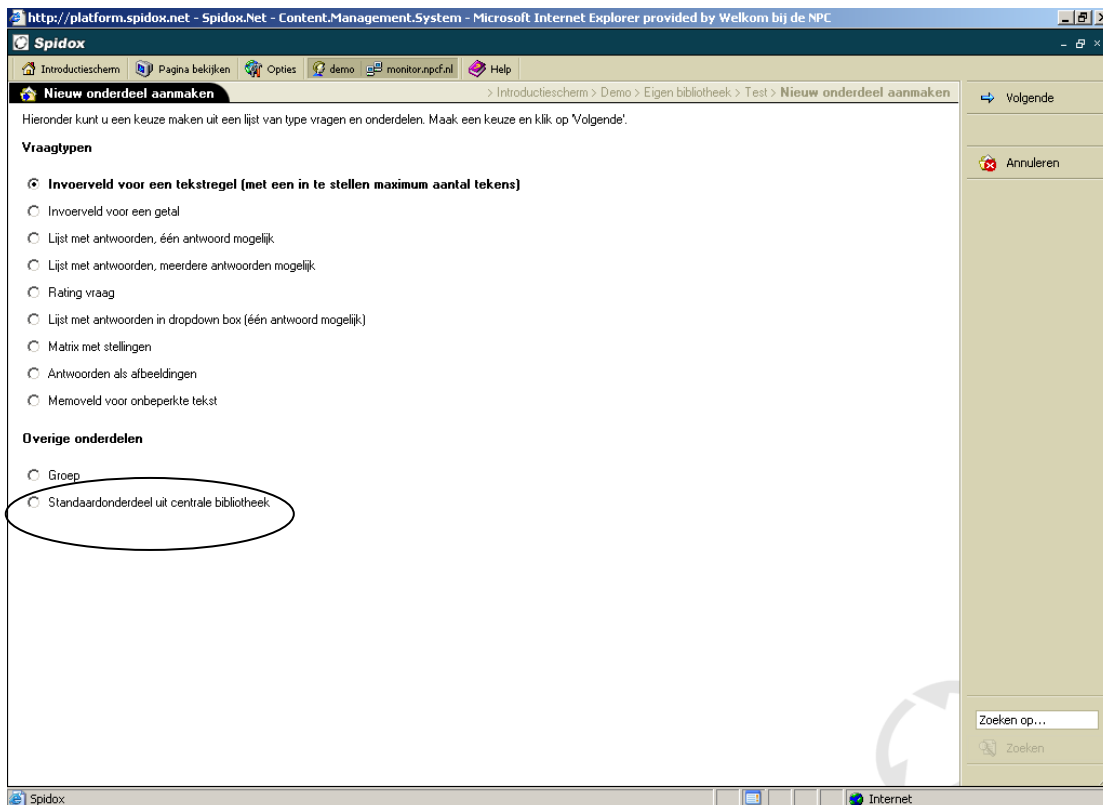 http://platform.spidox.net - Spidox.Net - Content.Management.System - Microsoft Internet Explorer provided by Welkom bij de NPC
Spidox
Introductiescherm Pagina bekijken Opties demo monitor.npcf.nl Help
Nieuw onderdeel aanmaken > Introductiescherm > Demo > Eigen bibliotheek > Test > Nieuw onderdeel aanmaken
Volgende
Hieronder kunt u een keuze maken uit een lijst van type vragen en onderdelen. Maak een keuze en klik op 'Volgende'.
Vraagtypen
Annuleren
Invoerveld voor een tekstregel (met een in te stellen maximum aantal tekens)
Invoerveld voor een getal
Lijst met antwoorden, één antwoord mogelijk
Lijst met antwoorden, meerdere antwoorden mogelijk
Rating vraag
Lijst met antwoorden in dropdown box (één antwoord mogelijk)
Matrix met stellingen
Antwoorden als afbeeldingen
Memoveld voor onbeperkte tekst
Overige onderdelen
Groep
Standaardonderdeel uit centrale bibliotheek
Zoeken op...
Zoeken
Spidox Internet